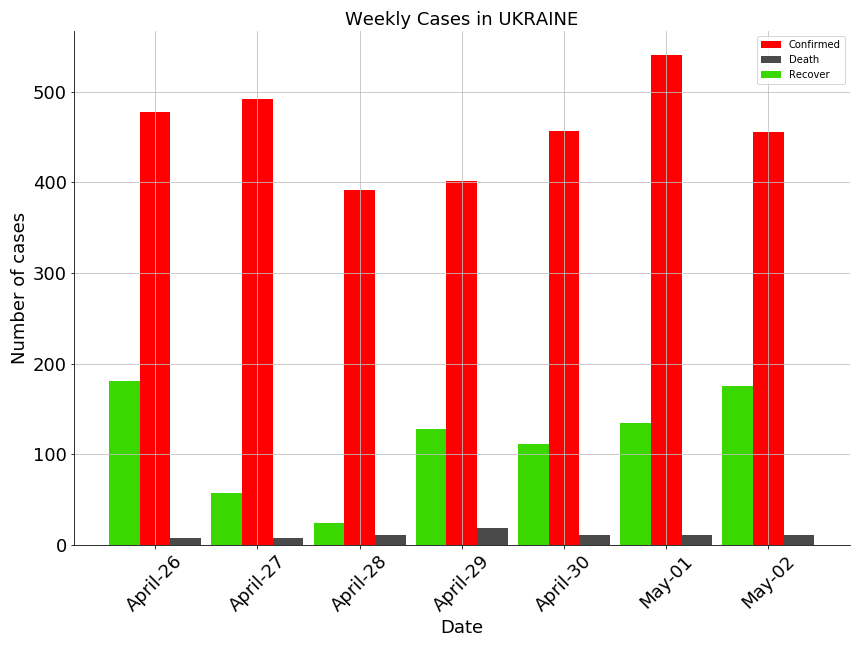 Weekly Cases in UKRAINE
Confirmed
Death
Recover
Number of cases
500
400
300
200
100
0
April-26
April-27
April-28
April-29
April-30
May-01
May-02
Date